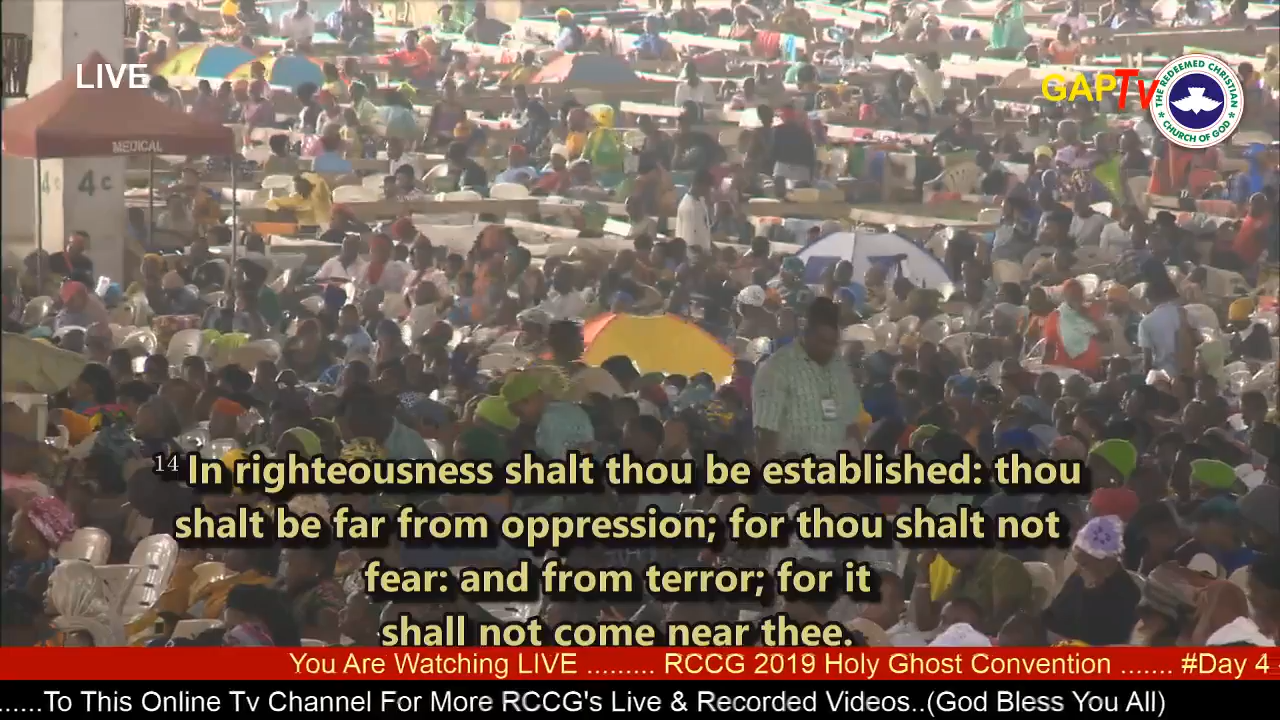 LIVE
GAPTv
THE REDEEMED CHRISTIAN
CHURCH OF GOD
MEDICAL
4c 4c
14 In righteousness shalt thou be established: thou
shalt be far from oppression; for thou shalt not
fear: and from terror; for it
shall not come near thee.
You Are Watching LIVE ......... RCCG 2019 Holy Ghost Convention ....... #Day 4
......To This Online Tv Channel For More RCCG's Live & Recorded Videos..(God Bless You All)